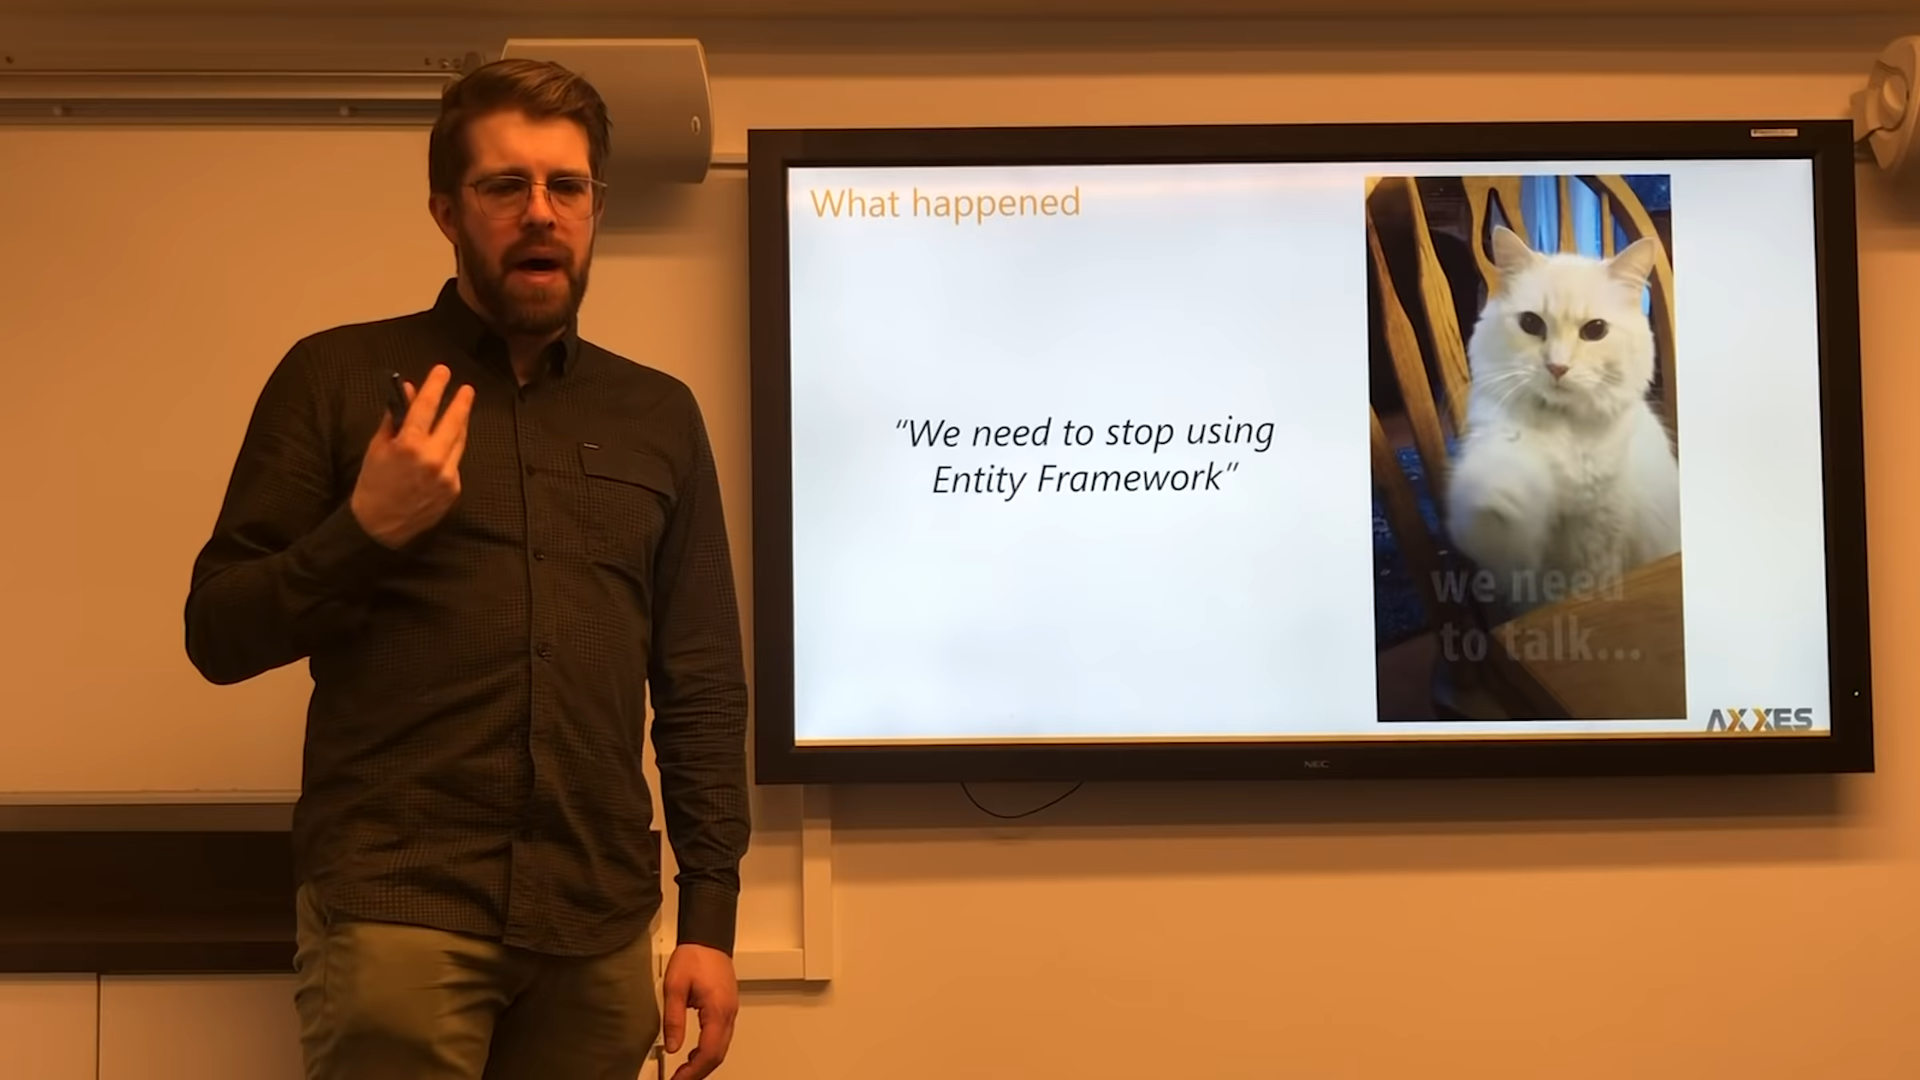 What happened
"We need to stop using
Entity Framework"
we need
to talk...
AXXES
NEC